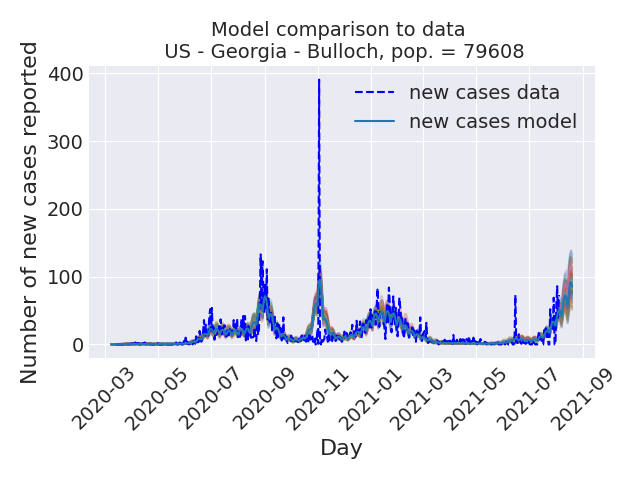 Model comparison to data
US - Georgia - Bulloch, pop. = 79608
Number of new cases reported
400
300
200
100
0
new cases data
new cases model
2020-03
2020-05
2020-07
2020-09
2020-11
2021-01
2021-03
2021-05
2021-07
2021-09
Day